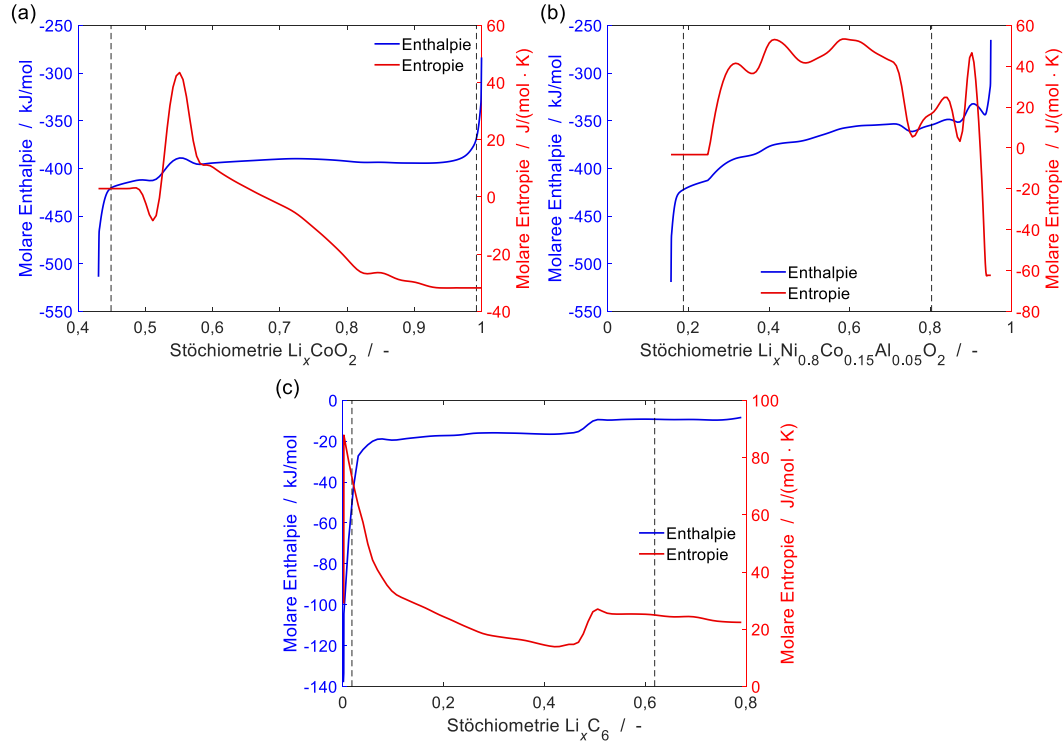 (a)
-250
-300
-350
-400
-450
-500
-550
Molare Enthalpie / kJ/mol
Enthalpie
Entropie
60
40
20
0
-20
-40
Molare Entropie / J/(mol · K)
0,4 0,5 0,6 0,7 0,8 0,9 1
Stöchiometrie LiₓCoO₂ / -
(b)
-250
-300
-350
-400
-450
-500
-550
Molaree Enthalpie / kJ/mol
Enthalpie
Entropie
60
40
20
0
-20
-40
-60
-80
Molare Entropie / J/(mol · K)
0 0,2 0,4 0,6 0,8 1
Stöchiometrie LiₓNi₀.₈Co₀.₁₅Al₀.₀₅O₂ / -
(c)
0
-20
-40
-60
-80
-100
-120
-140
Molare Enthalpie / kJ/mol
Enthalpie
Entropie
100
80
60
40
20
0
Molare Entropie / J/(mol · K)
0 0,2 0,4 0,6 0,8
Stöchiometrie LiₓC₆ / -